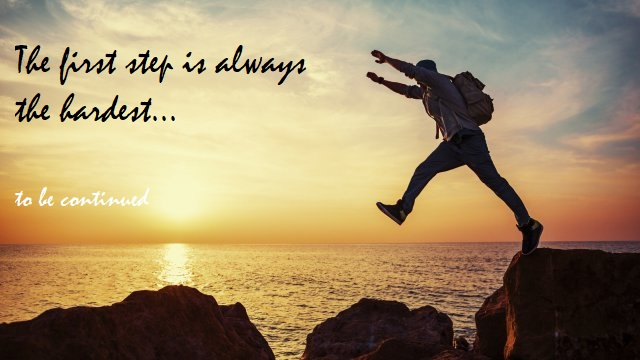 The first step is always
the hardest...
to be continued